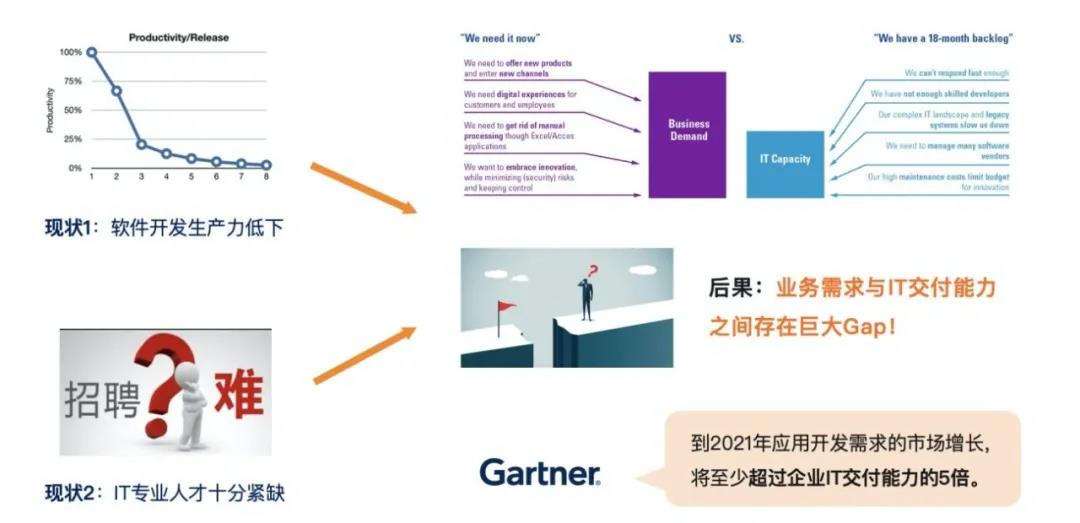 Productivity/Release
Productivity
100%
75%
50%
25%
0%
1 2 3 4 5 6 7 8
现状1：软件开发生产力低下
招聘?难
现状2：IT专业人才十分紧缺
"We need it now"
VS.
"We have a 18-month backlog"
We need to offer new products
and enter new channels
We need digital experiences for
customers and employees
We need to get rid of manual
processing though Excel/Acces
applications
We want to embrace innovation,
while minimizing (security) risks
and keeping control
Business
Demand
IT Capacity
We can't respond fast enough
We have not enough skilled developers
Our complex IT landscape and legacy
systems slow us down
We need to manage many software
vendors
Our high maintenance costs limit budget
for innovation
?
后果：业务需求与IT交付能力
之间存在巨大Gap！
Gartner®
到2021年应用开发需求的市场增长，
将至少超过企业IT交付能力的5倍。